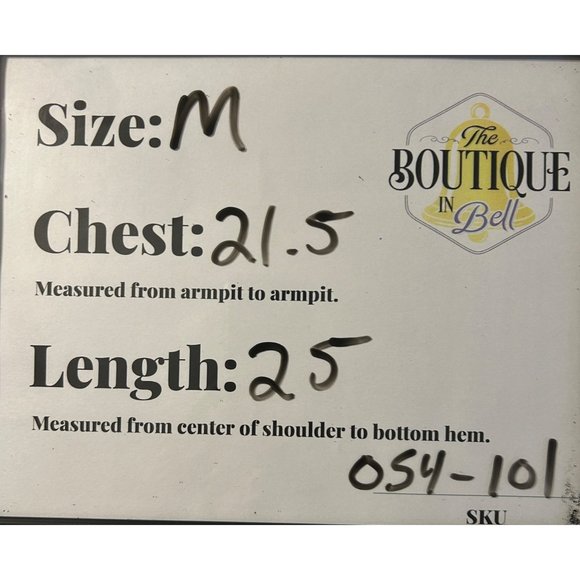 Size: M
The
BOUTIQUE
IN
Bell
Chest: 21.5
Measured from armpit to armpit.
Length: 25
Measured from center of shoulder to bottom hem.
054-101
SKU